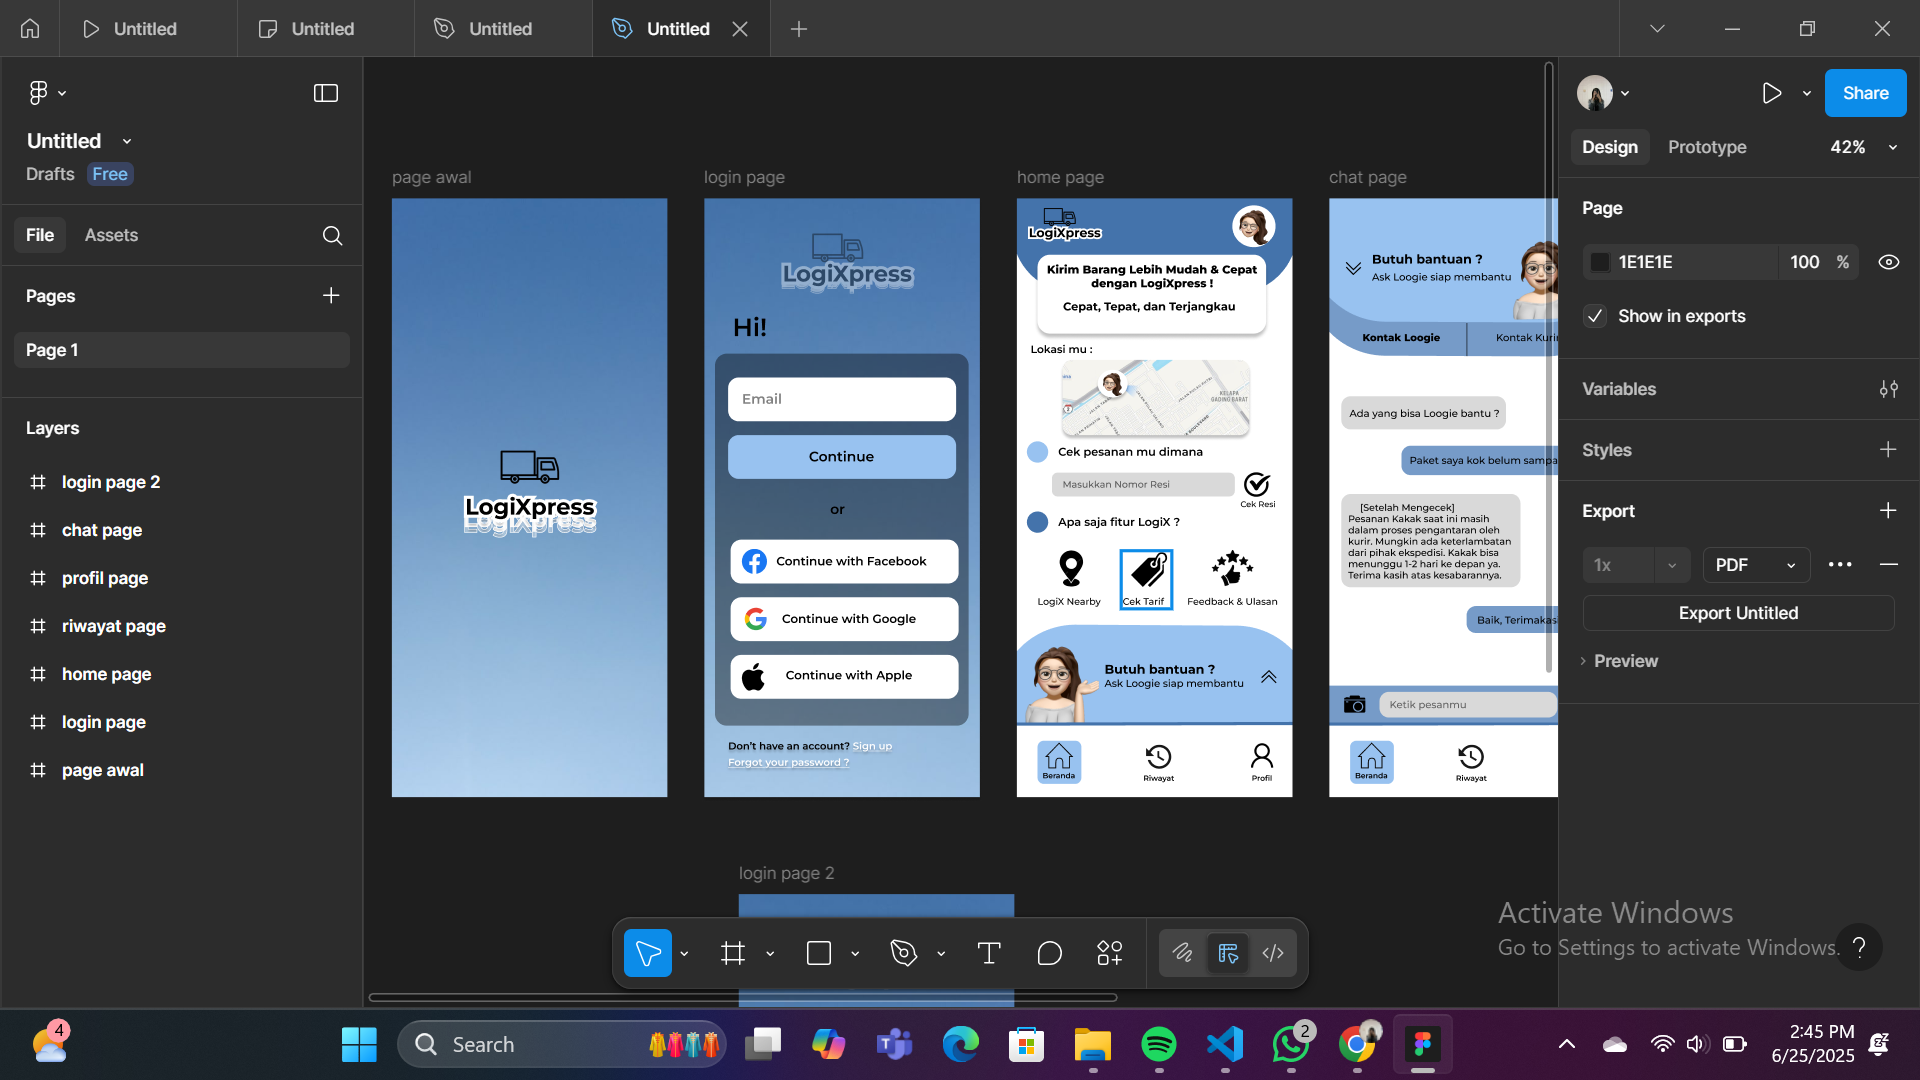 Untitled
Untitled
Untitled
Untitled
Untitled
Drafts Free
File Assets
Pages
Page 1
Layers
login page 2
chat page
profil page
riwayat page
home page
login page
page awal
page awal
LogiXpress
login page
LogiXpress
Hi!
Email
Continue
or
Continue with Facebook
Continue with Google
Continue with Apple
Don't have an account? Sign up
Forgot your password ?
home page
LogiXpress
Kirim Barang Lebih Mudah & Cepat
dengan LogiXpress !
Cepat, Tepat, dan Terjangkau
Lokasi mu :
KELAPA
GADING BARAT
Cek pesanan mu dimana
Masukkan Nomor Resi
Cek Resi
Apa saja fitur LogiX ?
LogiX Nearby
Cek Tarif
Feedback & Ulasan
Butuh bantuan ?
Ask Loogie siap membantu
Beranda
Riwayat
Profil
chat page
Butuh bantuan ?
Ask Loogie siap membantu
Kontak Loogie
Kontak Kurir
Ada yang bisa Loogie bantu ?
Paket saya kok belum sampa
[Setelah Mengecek]
Pesanan Kakak saat ini masih
dalam proses pengantaran oleh
kurir. Mungkin ada keterlambatan
dari pihak ekspedisi. Kakak bisa
menunggu 1-2 hari ke depan ya.
Terima kasih atas kesabarannya.
Baik, Terimakas
Ketik pesanmu
Beranda
Riwayat
login page 2
Share
Design Prototype 42%
Page
1E1E1E 100 %
Show in exports
Variables
Styles
Export
1x PDF
Export Untitled
Preview
Activate Windows
Go to Settings to activate Windows.
?
4
Search
2
2:45 PM
6/25/2025